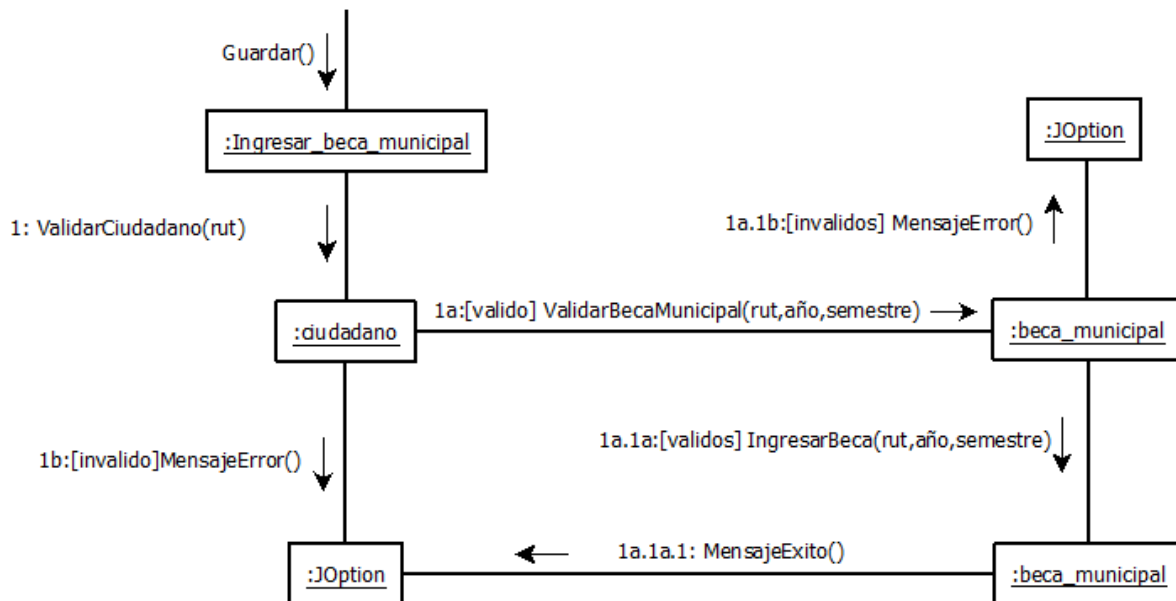 Guardar()
:Ingresar_beca_municipal
:JOption
1: ValidarCiudadano(rut)
1a.1b:[invalidos] MensajeError()
1a:[valido] ValidarBecaMunicipal(rut,año,semestre)
:ciudadano
:beca_municipal
1b:[invalido]MensajeError()
1a.1a:[validos] IngresarBeca(rut,año,semestre)
1a.1a.1: MensajeExito()
:JOption
:beca_municipal